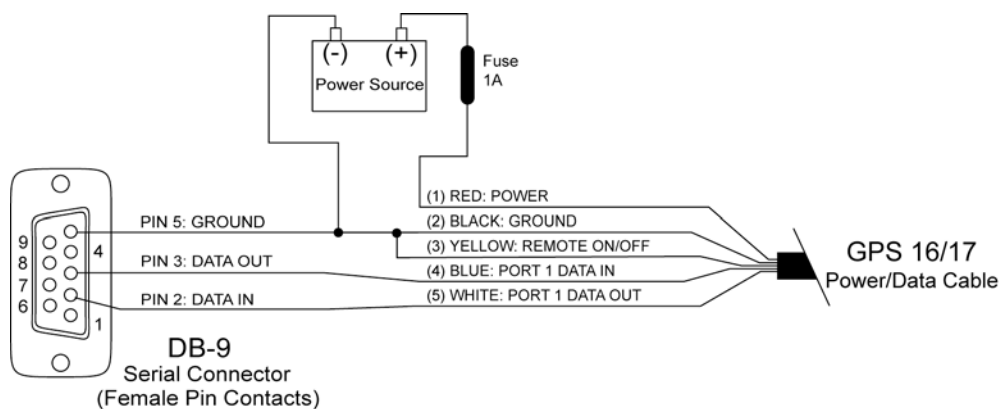 (-) (+)
Power Source
Fuse
1A
(1) RED: POWER
PIN 5: GROUND
(2) BLACK: GROUND
(3) YELLOW: REMOTE ON/OFF
PIN 3: DATA OUT
(4) BLUE: PORT 1 DATA IN
PIN 2: DATA IN
(5) WHITE: PORT 1 DATA OUT
9
8
7
6
4
1
GPS 16/17
Power/Data Cable
DB-9
Serial Connector
(Female Pin Contacts)